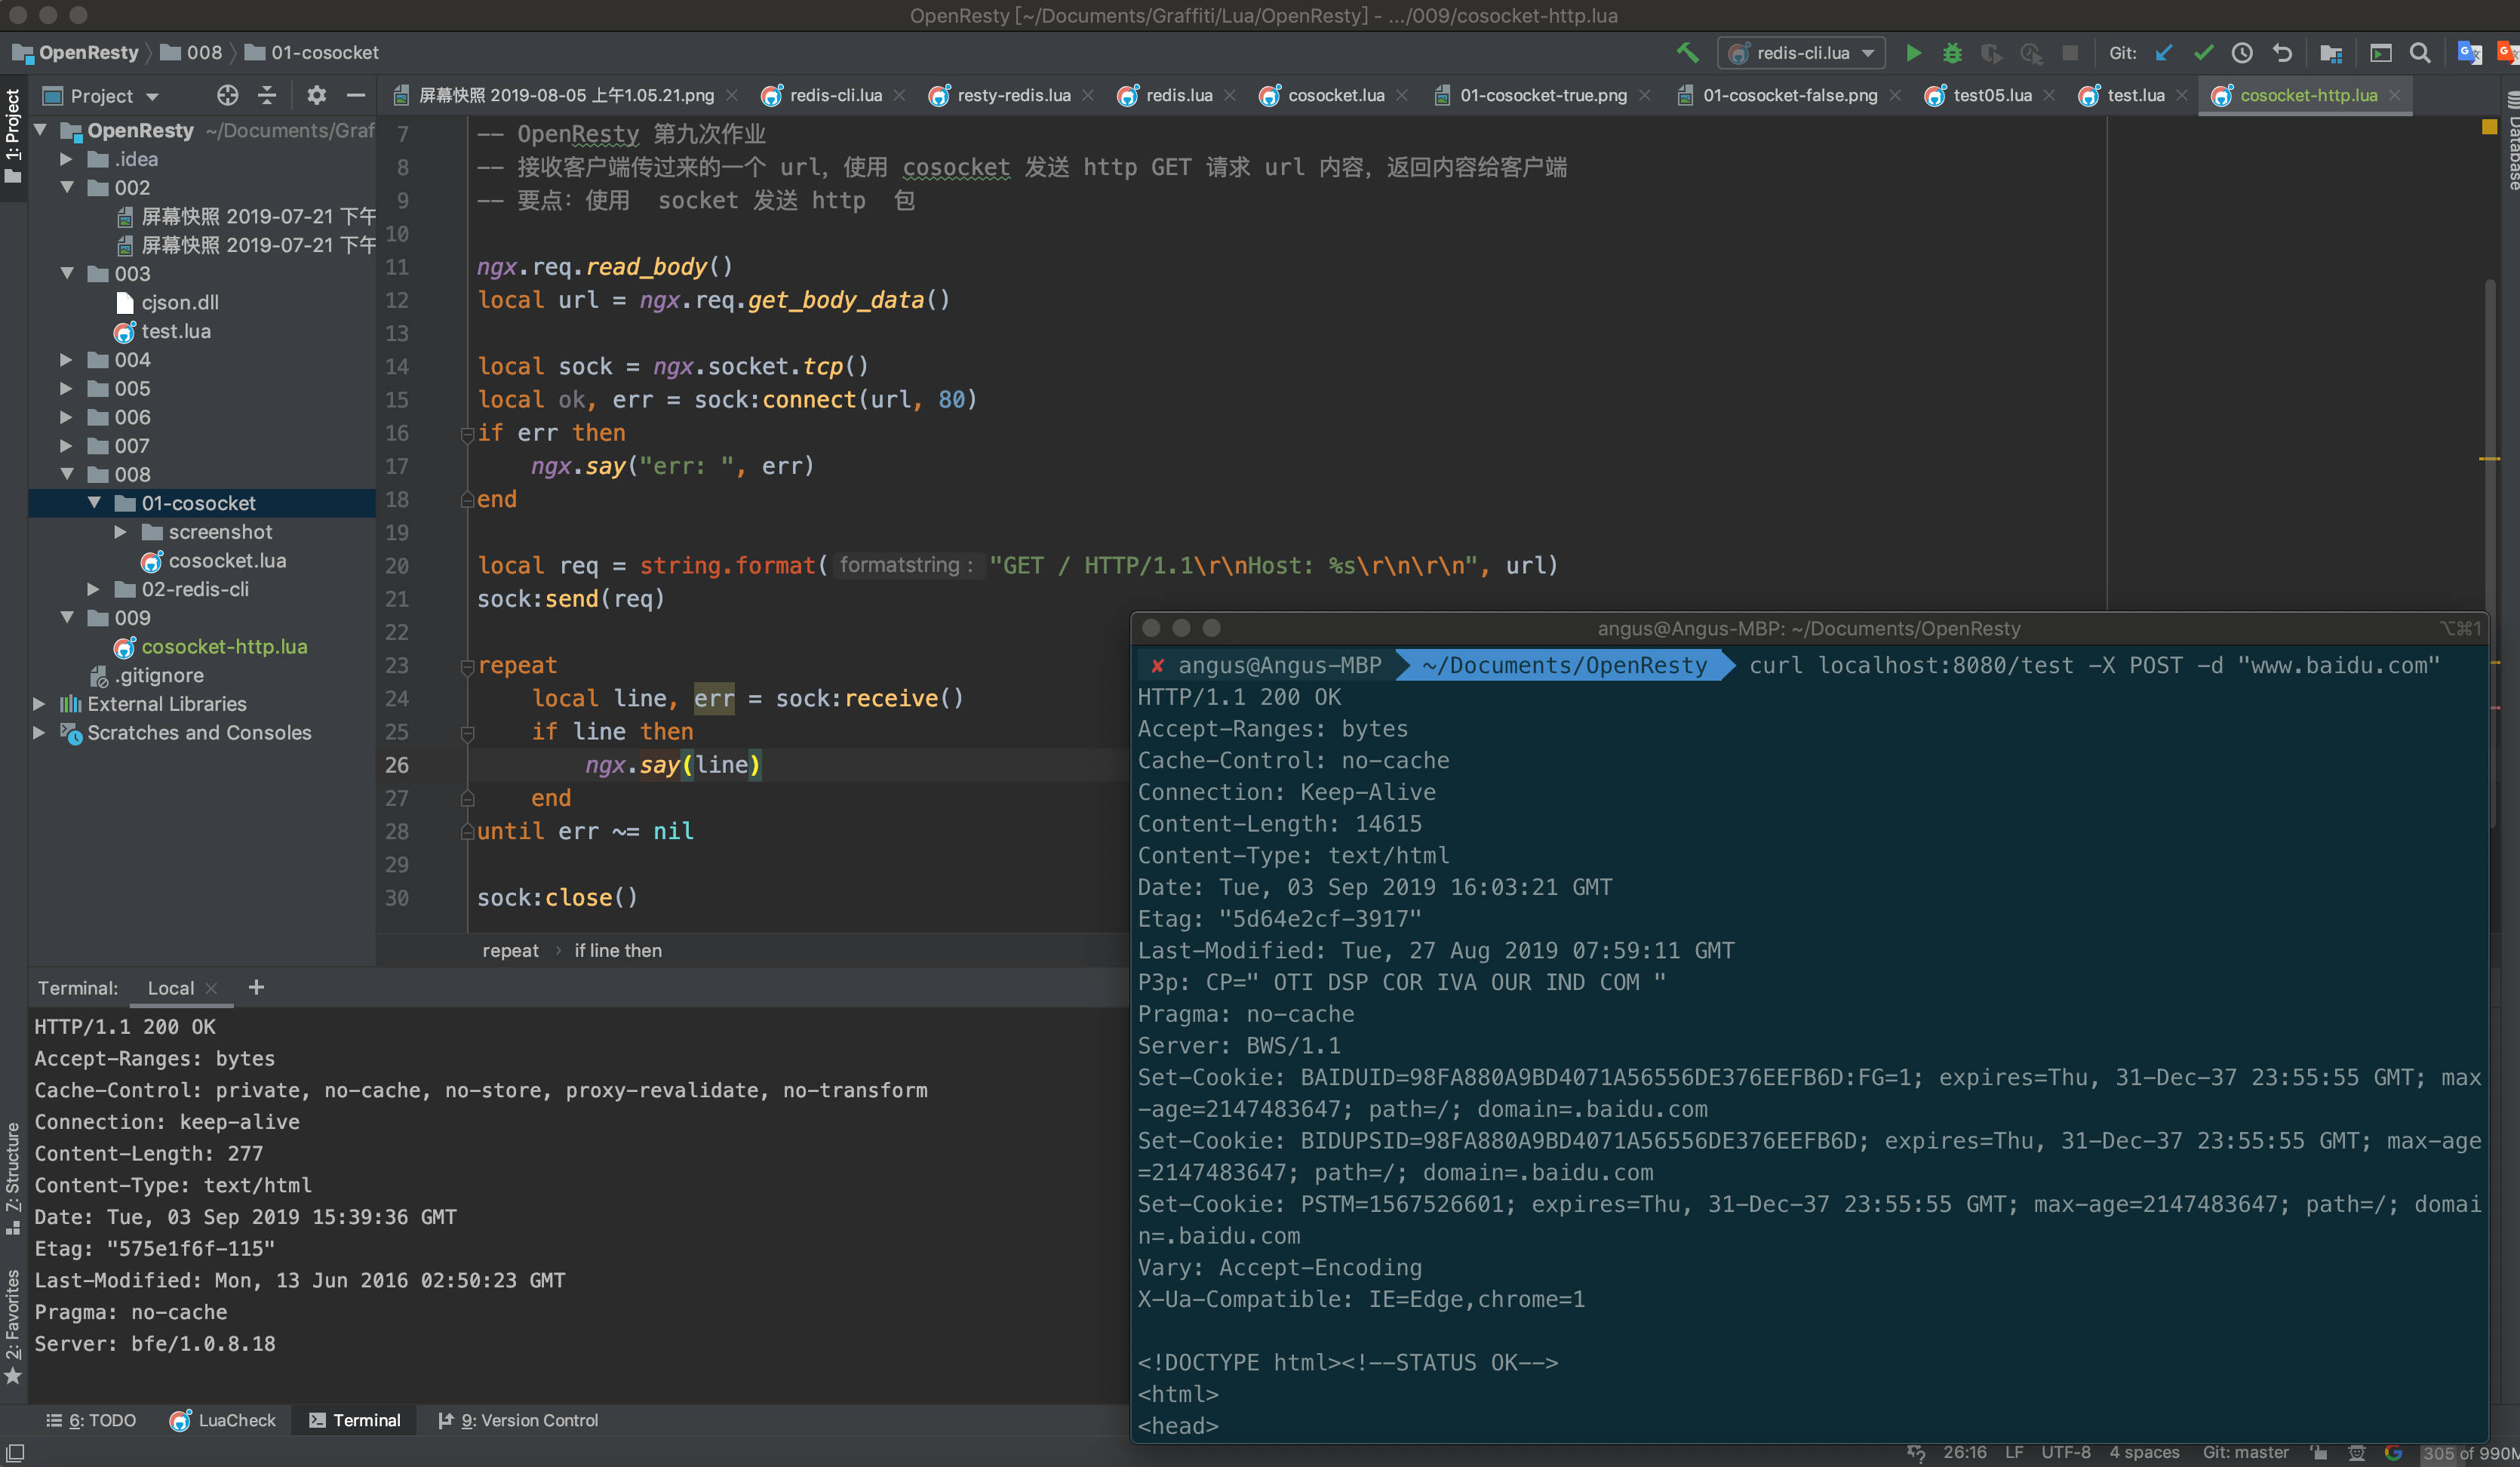 OpenResty [~/Documents/Graffiti/Lua/OpenResty] - .../009/cosocket-http.lua
OpenResty 008 01-cosocket
redis-cli.lua
Git:
Project
屏幕快照 2019-08-05 上午1.05.21.png
redis-cli.lua
resty-redis.lua
redis.lua
cosocket.lua
01-cosocket-true.png
01-cosocket-false.png
test05.lua
test.lua
cosocket-http.lua
1: Project
Database
OpenResty ~/Documents/Graf
.idea
002
屏幕快照 2019-07-21 下午
屏幕快照 2019-07-21 下午
003
cjson.dll
test.lua
004
005
006
007
008
01-cosocket
screenshot
cosocket.lua
02-redis-cli
009
cosocket-http.lua
.gitignore
External Libraries
Scratches and Consoles
7 -- OpenResty 第九次作业
8 -- 接收客户端传过来的一个 url，使用 cosocket 发送 http GET 请求 url 内容，返回内容给客户端
9 -- 要点：使用 socket 发送 http 包
10
11 ngx.req.read_body()
12 local url = ngx.req.get_body_data()
13
14 local sock = ngx.socket.tcp()
15 local ok, err = sock:connect(url, 80)
16 if err then
17 ngx.say("err: ", err)
18 end
19
20 local req = string.format( formatstring: "GET / HTTP/1.1\r\nHost: %s\r\n\r\n", url)
21 sock:send(req)
22
23 repeat
24 local line, err = sock:receive()
25 if line then
26 ngx.say(line)
27 end
28 until err ~= nil
29
30 sock:close()
repeat › if line then
Terminal: Local +
HTTP/1.1 200 OK
Accept-Ranges: bytes
Cache-Control: private, no-cache, no-store, proxy-revalidate, no-transform
Connection: keep-alive
Content-Length: 277
Content-Type: text/html
Date: Tue, 03 Sep 2019 15:39:36 GMT
Etag: "575e1f6f-115"
Last-Modified: Mon, 13 Jun 2016 02:50:23 GMT
Pragma: no-cache
Server: bfe/1.0.8.18
Z: Structure
2: Favorites
angus@Angus-MBP: ~/Documents/OpenResty
⌥⌘1
✘ angus@Angus-MBP ~/Documents/OpenResty curl localhost:8080/test -X POST -d "www.baidu.com"
HTTP/1.1 200 OK
Accept-Ranges: bytes
Cache-Control: no-cache
Connection: Keep-Alive
Content-Length: 14615
Content-Type: text/html
Date: Tue, 03 Sep 2019 16:03:21 GMT
Etag: "5d64e2cf-3917"
Last-Modified: Tue, 27 Aug 2019 07:59:11 GMT
P3p: CP=" OTI DSP COR IVA OUR IND COM "
Pragma: no-cache
Server: BWS/1.1
Set-Cookie: BAIDUID=98FA880A9BD4071A56556DE376EEFB6D:FG=1; expires=Thu, 31-Dec-37 23:55:55 GMT; max
-age=2147483647; path=/; domain=.baidu.com
Set-Cookie: BIDUPSID=98FA880A9BD4071A56556DE376EEFB6D; expires=Thu, 31-Dec-37 23:55:55 GMT; max-age
=2147483647; path=/; domain=.baidu.com
Set-Cookie: PSTM=1567526601; expires=Thu, 31-Dec-37 23:55:55 GMT; max-age=2147483647; path=/; domai
n=.baidu.com
Vary: Accept-Encoding
X-Ua-Compatible: IE=Edge,chrome=1
<!DOCTYPE html><!--STATUS OK-->
<html>
<head>
6: TODO
LuaCheck
Terminal
9: Version Control
26:16 LF UTF-8 4 spaces Git: master 305 of 990M